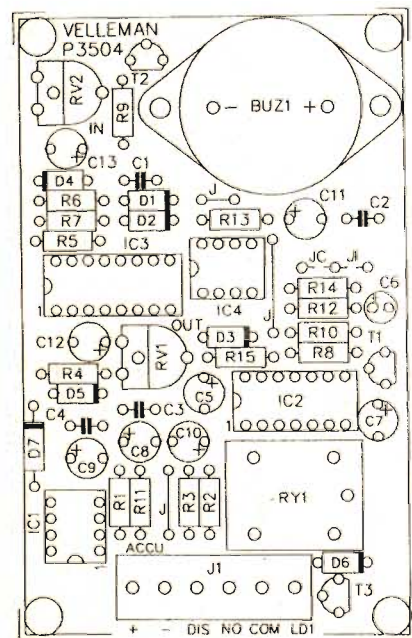 VELLEMAN
P3504
T2
RV2
R9
- BUZ1 +
IN
C13
D4 C1 J
R6 D1 C11 C2
R7 D2 R13
R5 IC3
JC JI
R14 C6
IC4 R12
1 J
OUT R10
C12 RV1 D3 T1
R15 R8
R4
D5 C5 IC2
1
C4 C3 C7
D7 C8 C10
C9
RY1
R1 R11 J R3 R2
IC1
1
ACCU
J1 D6
T3
+ - DIS NO COM LD1